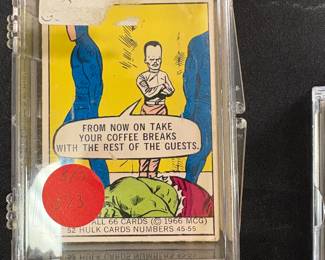 FROM NOW ON TAKE
YOUR COFFEE BREAKS
WITH THE REST OF THE GUESTS.
ALL 66 CARDS (© 1966 MCG)
52 HULK CARDS NUMBERS 45-55